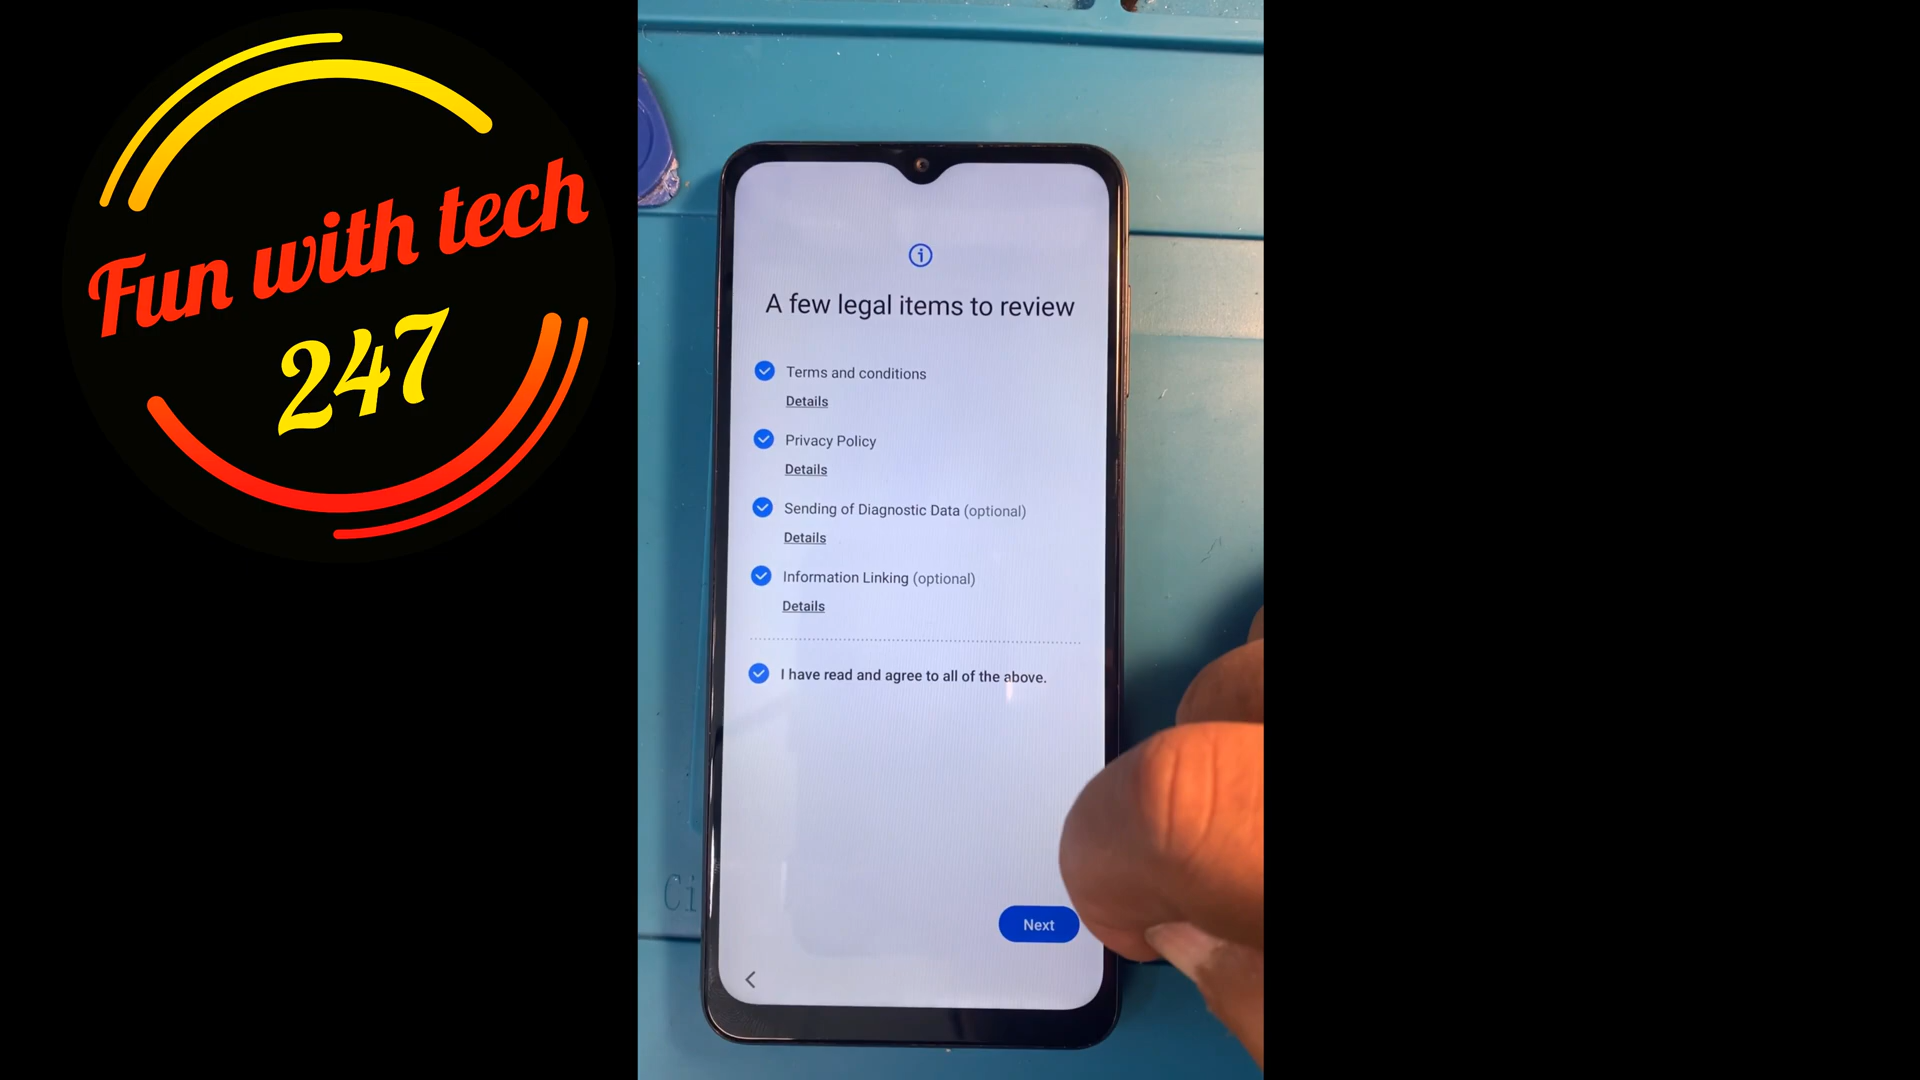 Fun with tech
247
A few legal items to review
Terms and conditions
Details
Privacy Policy
Details
Sending of Diagnostic Data (optional)
Details
Information Linking (optional)
Details
I have read and agree to all of the above.
Next
Ci